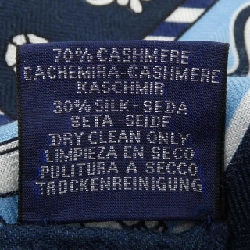 70% CASHMERE
CACHEMIRA-CASHMERE
KASCHMIR
30% SILK-SEDA
SETA SEIDE
DRY CLEAN ONLY
LIMPIEZA EN SECO
PULITURA A SECCO
TROCKENREINIGUNG